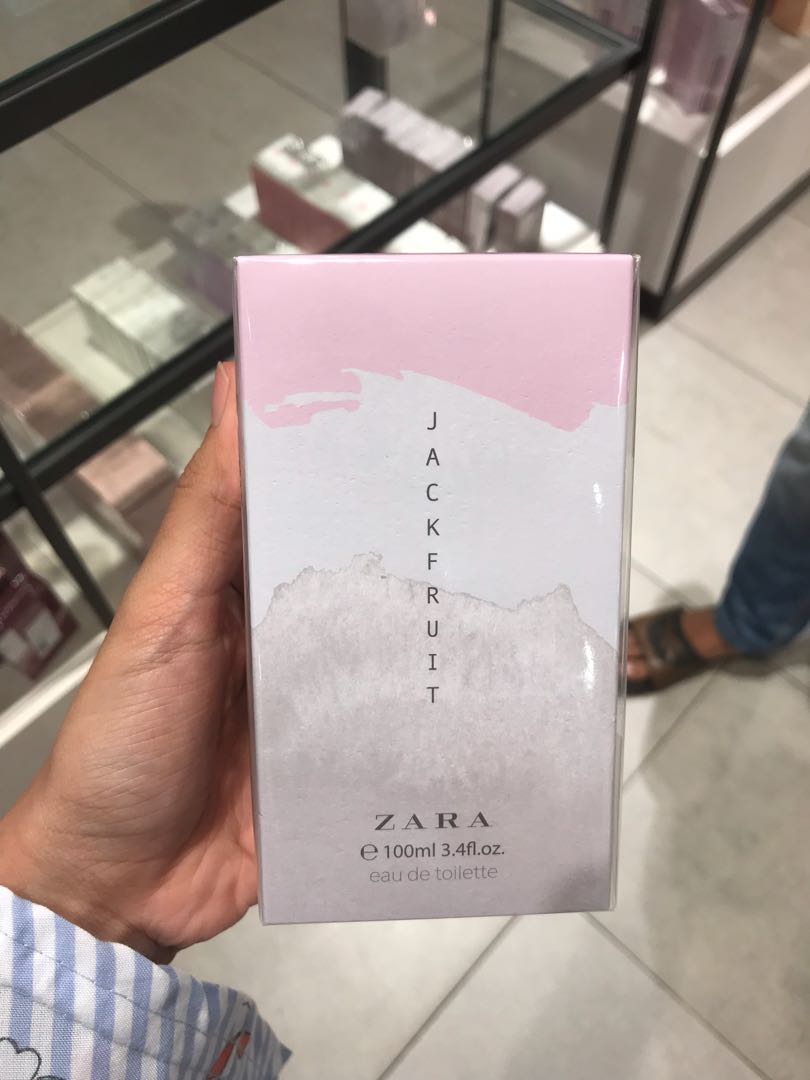 JACKFRUIT
ZARA
℮ 100ml 3.4fl.oz.
eau de toilette